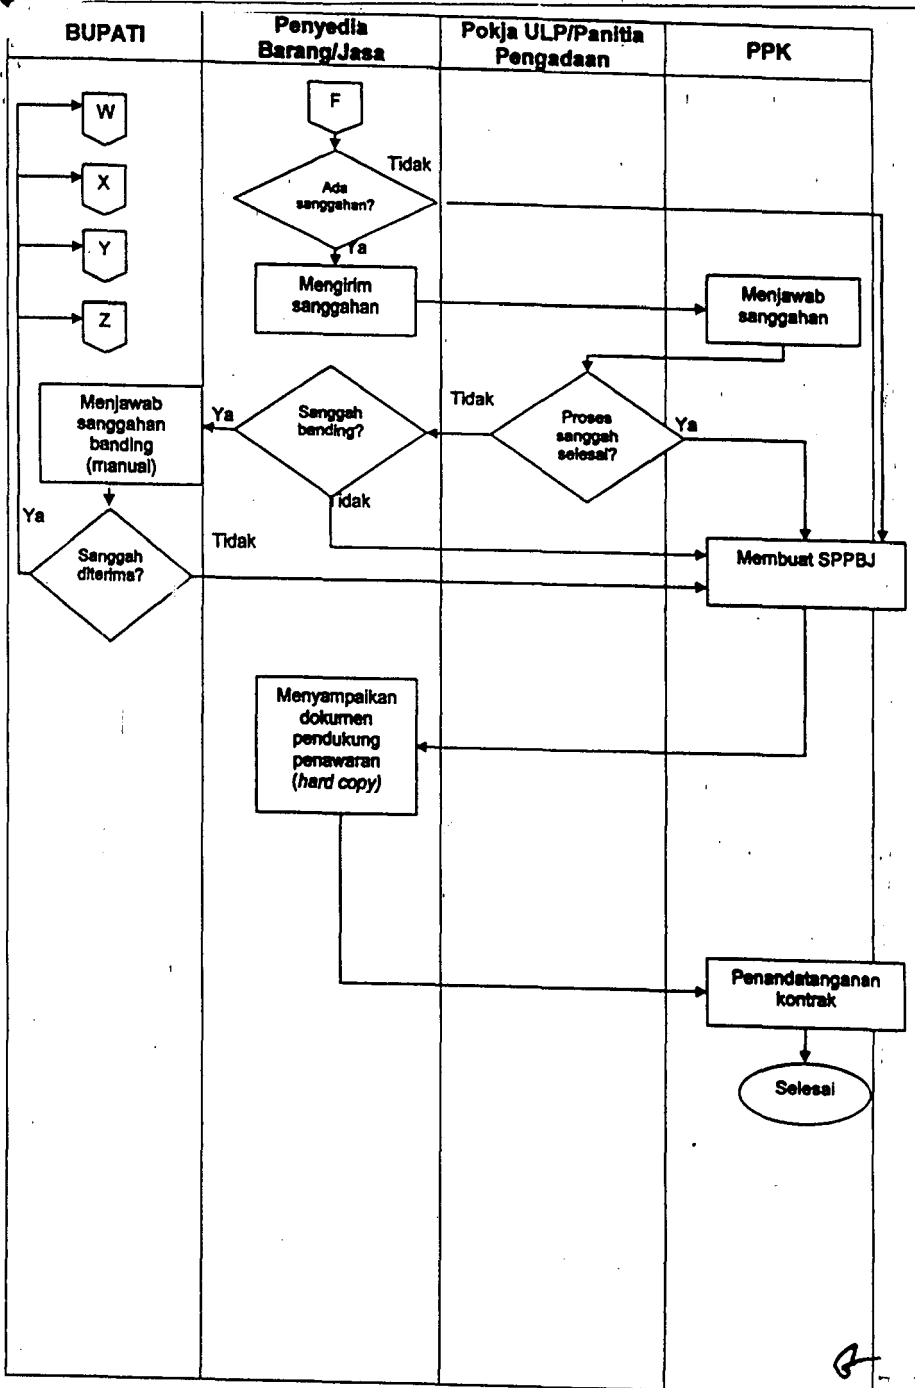 BUPATI
Penyedia
Barang/Jasa
Pokja ULP/Panitia
Pengadaan
PPK
W
X
Y
Z
F
Tidak
Ada
sanggahan?
Ya
Mengirim
sanggahan
Menjawab
sanggahan
Menjawab
sanggahan
banding
(manual)
Ya
Sanggah
banding?
Tidak
Tidak
Proses
sanggah
selesai?
Ya
Ya
Sanggah
diterima?
Tidak
Membuat SPPBJ
Menyampaikan
dokumen
pendukung
penawaran
(hard copy)
Penandatanganan
kontrak
Selesai